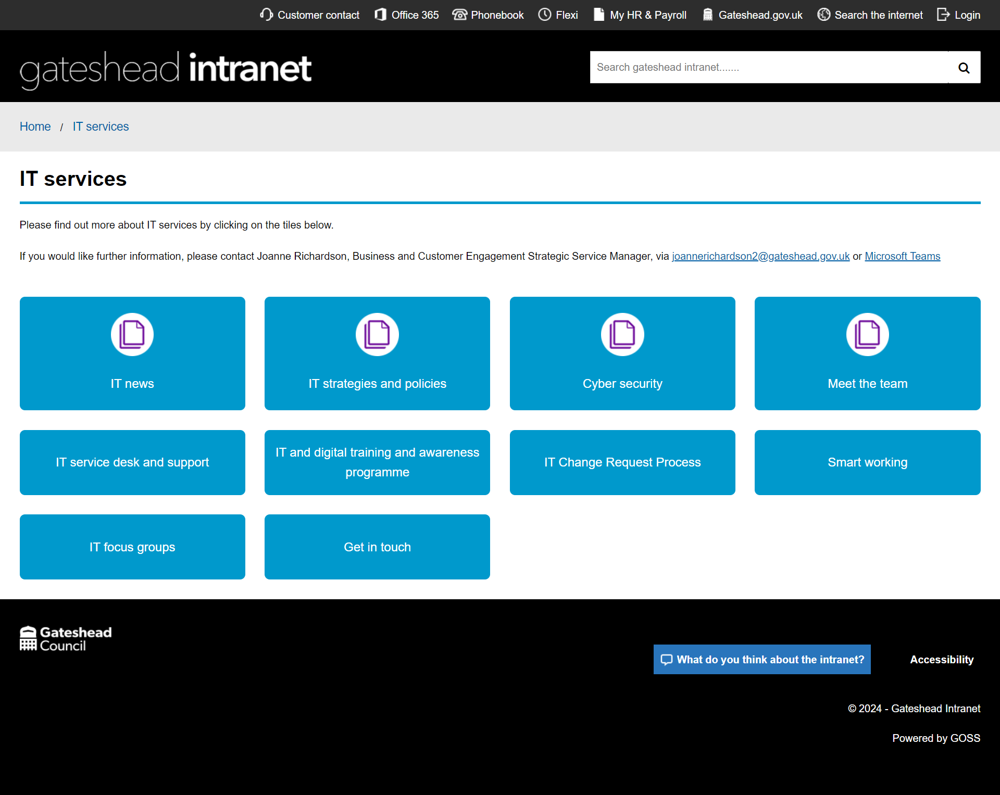 Customer contact Office 365 Phonebook Flexi My HR & Payroll Gateshead.gov.uk Search the internet Login
gateshead intranet
Search gateshead intranet.......
Home / IT services
IT services
Please find out more about IT services by clicking on the tiles below.
If you would like further information, please contact Joanne Richardson, Business and Customer Engagement Strategic Service Manager, via joannerichardson2@gateshead.gov.uk or Microsoft Teams
IT news
IT strategies and policies
Cyber security
Meet the team
IT service desk and support
IT and digital training and awareness
programme
IT Change Request Process
Smart working
IT focus groups
Get in touch
Gateshead
Council
What do you think about the intranet?
Accessibility
© 2024 - Gateshead Intranet
Powered by GOSS